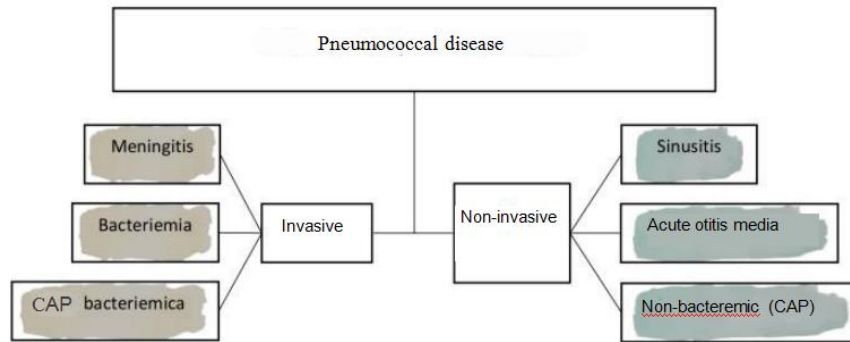 Pneumococcal disease
Meningitis
Bacteriemia
CAP bacteriemica
Invasive
Non-invasive
Sinusitis
Acute otitis media
Non-bacteremic (CAP)